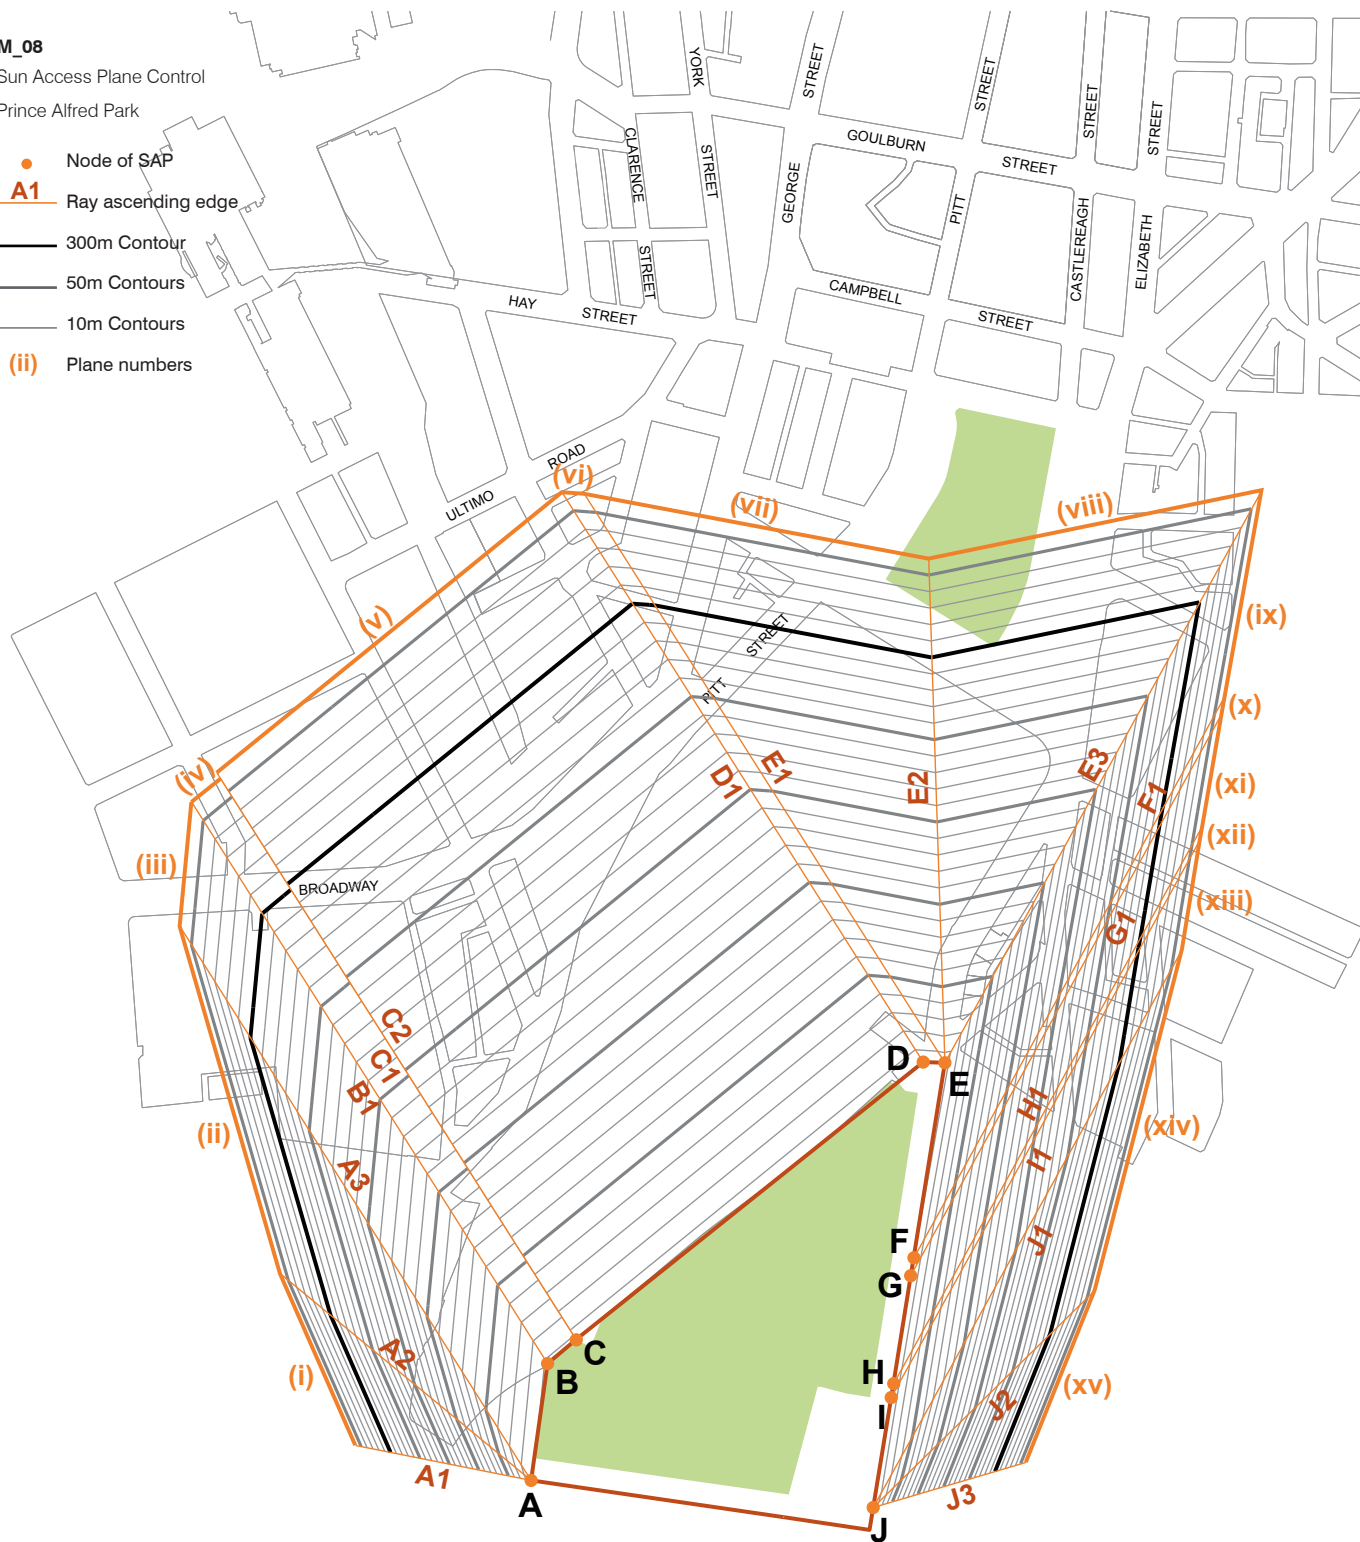 M_08
Sun Access Plane Control
Prince Alfred Park
Node of SAP
A1
Ray ascending edge
300m Contour
50m Contours
10m Contours
(ii)
Plane numbers
YORK
STREET
CLARENCE
STREET
STREET
GEORGE
GOULBURN
STREET
STREET
STREET
STREET
PITT
CASTLEREAGH
ELIZABETH
CAMPBELL
STREET
HAY
STREET
ROAD
ULTIMO
STREET
PITT
BROADWAY
(vi)
(vii)
(viii)
(v)
(ix)
(x)
(iv)
(xi)
(iii)
(xii)
(xiii)
(ii)
(xiv)
(i)
(xv)
D1
E1
E2
E3
F1
G1
C2
C1
B1
A3
H1
I1
J1
A2
J2
A1
J3
D
E
F
G
C
B
H
I
A
J